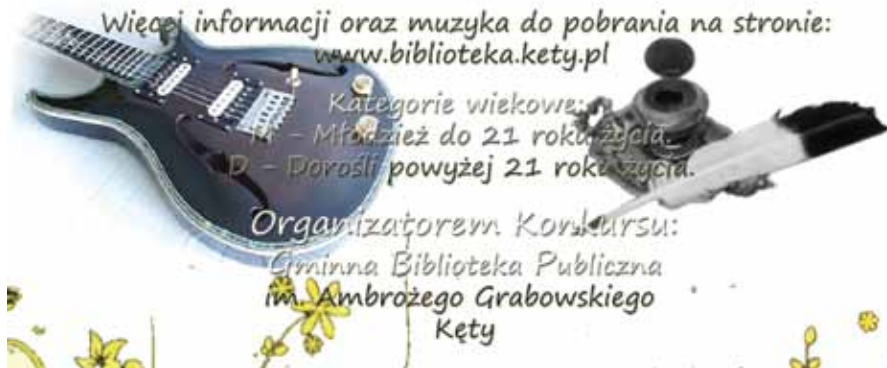 Więcej informacji oraz muzyka do pobrania na stronie:
www.biblioteka.kety.pl
Kategorie wiekowe:
M - Młodzież do 21 roku życia
D - Dorośli powyżej 21 roku życia.
Organizatorem Konkursu:
Gminna Biblioteka Publiczna
im. Ambrożego Grabowskiego
Kęty